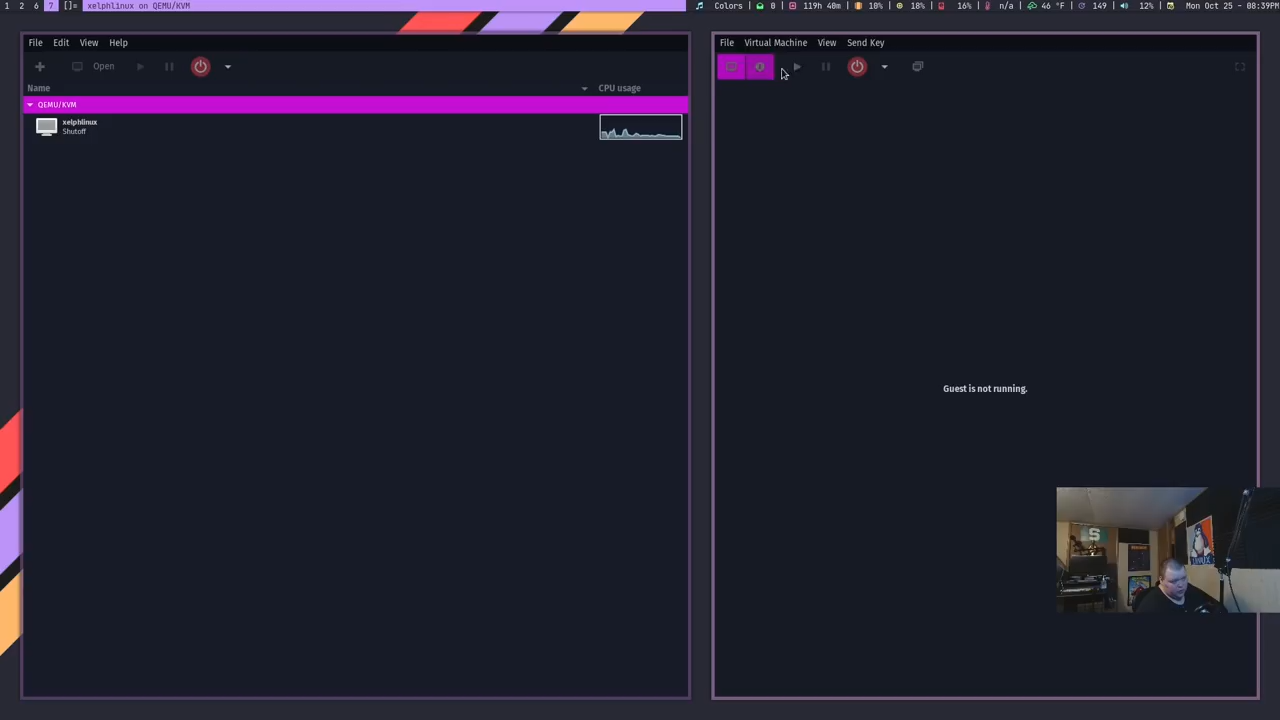 1 2 6 7 []= xelphlinux on QEMU/KVM
Colors 0 119h 40m 10% 18% 16% n/a 46 °F 149 12% Mon Oct 25 - 08:39PM
File Edit View Help
Open
Name CPU usage
QEMU/KVM
xelphlinux
Shutoff
File Virtual Machine View Send Key
Guest is not running.